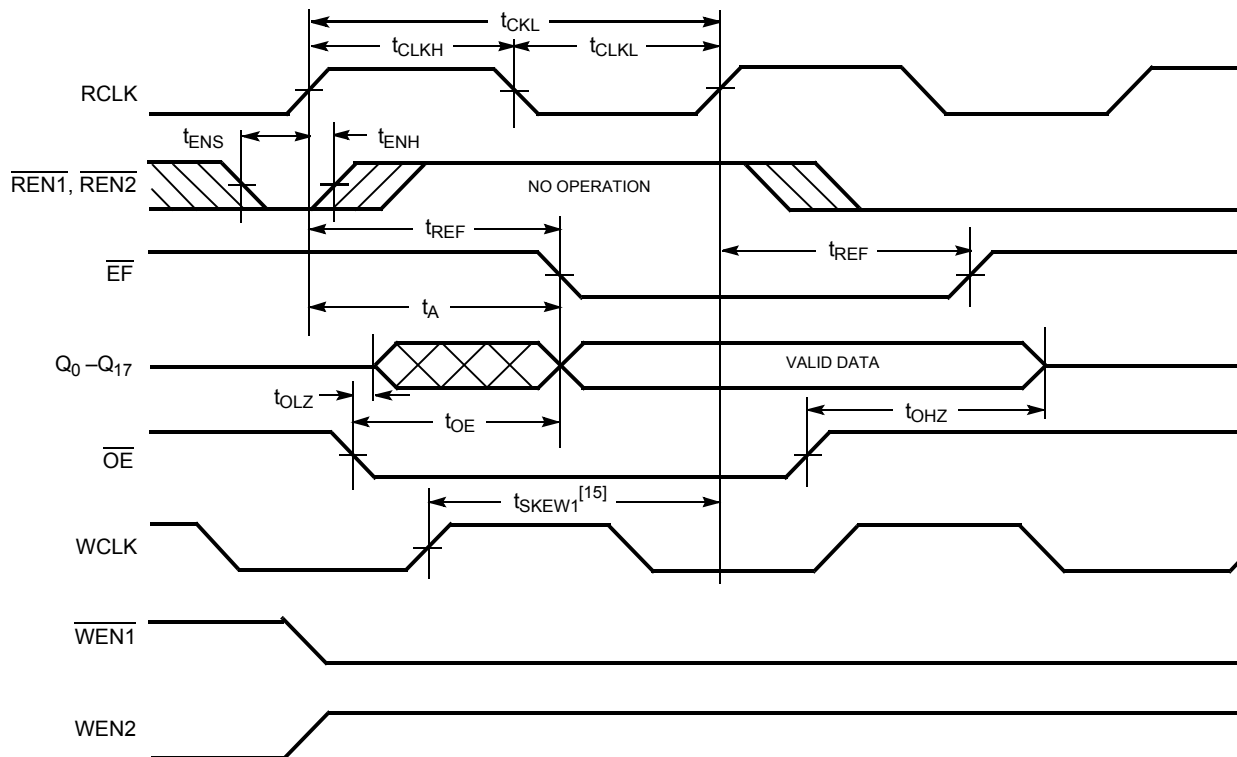 tCKL
tCLKH
tCLKL
RCLK
tENS
tENH
REN1, REN2
NO OPERATION
tREF
tREF
EF
tA
Q0 –Q17
VALID DATA
tOLZ
tOE
tOHZ
OE
tSKEW1[15]
WCLK
WEN1
WEN2